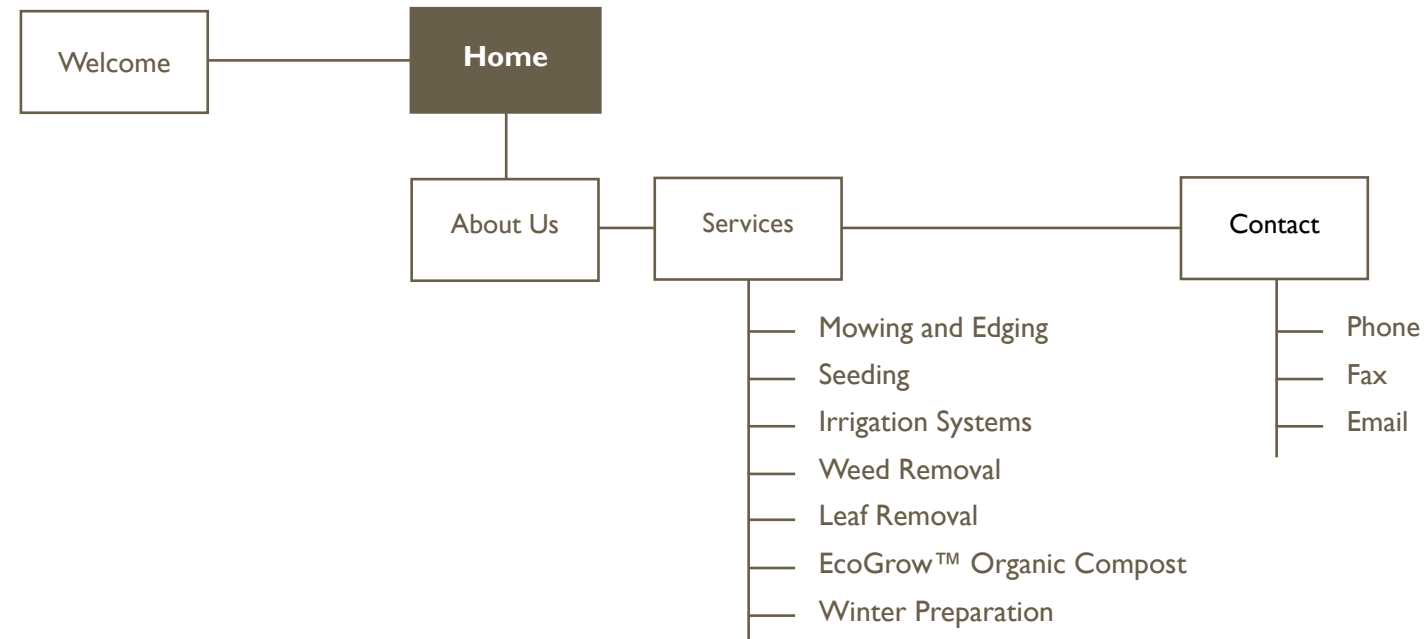 Welcome
Home
About Us
Services
Contact
Mowing and Edging
Seeding
Irrigation Systems
Weed Removal
Leaf Removal
EcoGrow™ Organic Compost
Winter Preparation
Phone
Fax
Email